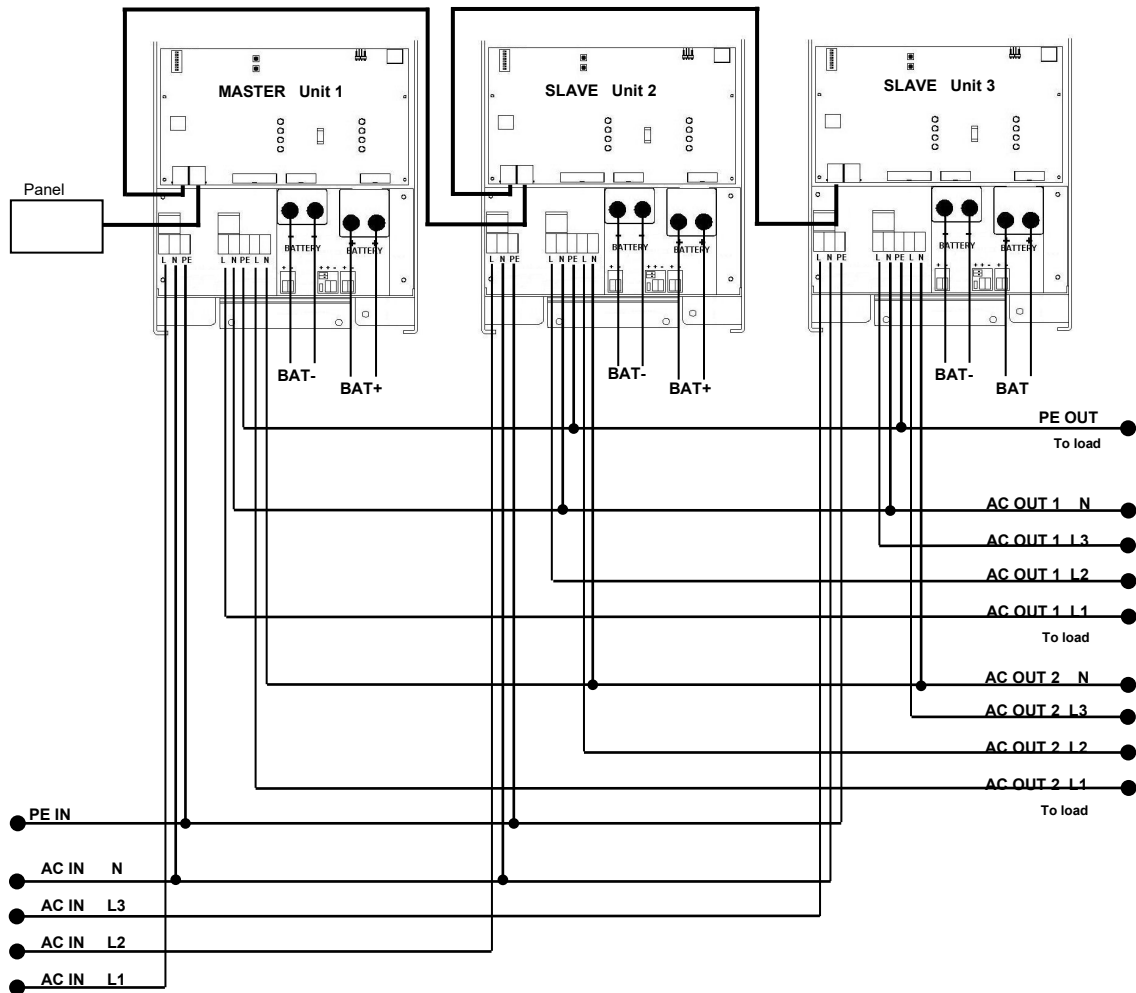 MASTER Unit 1
SLAVE Unit 2
SLAVE Unit 3
Panel
BATTERY BATTERY
BATTERY BATTERY
BATTERY BATTERY
L N PE
L N PE L N
L N PE
L N PE L N
L N PE
L N PE L N
BAT-
BAT+
BAT-
BAT+
BAT-
BAT
PE OUT
To load
AC OUT 1 N
AC OUT 1 L3
AC OUT 1 L2
AC OUT 1 L1
To load
AC OUT 2 N
AC OUT 2 L3
AC OUT 2 L2
AC OUT 2 L1
To load
PE IN
AC IN N
AC IN L3
AC IN L2
AC IN L1